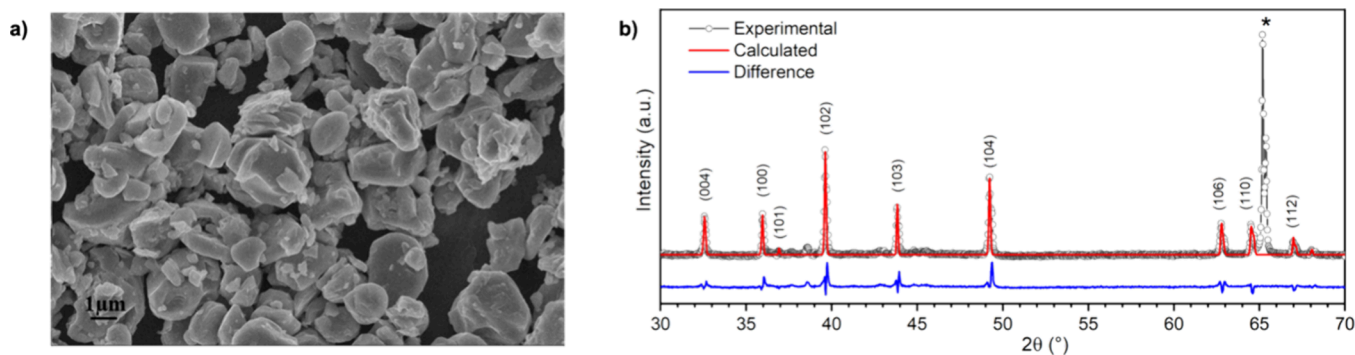 a)
1μm
b)
Experimental
Calculated
Difference
Intensity (a.u.)
(004)
(100)
(101)
(102)
(103)
(104)
(106)
(110)
*
(112)
30 35 40 45 50 55 60 65 70
2θ (°)